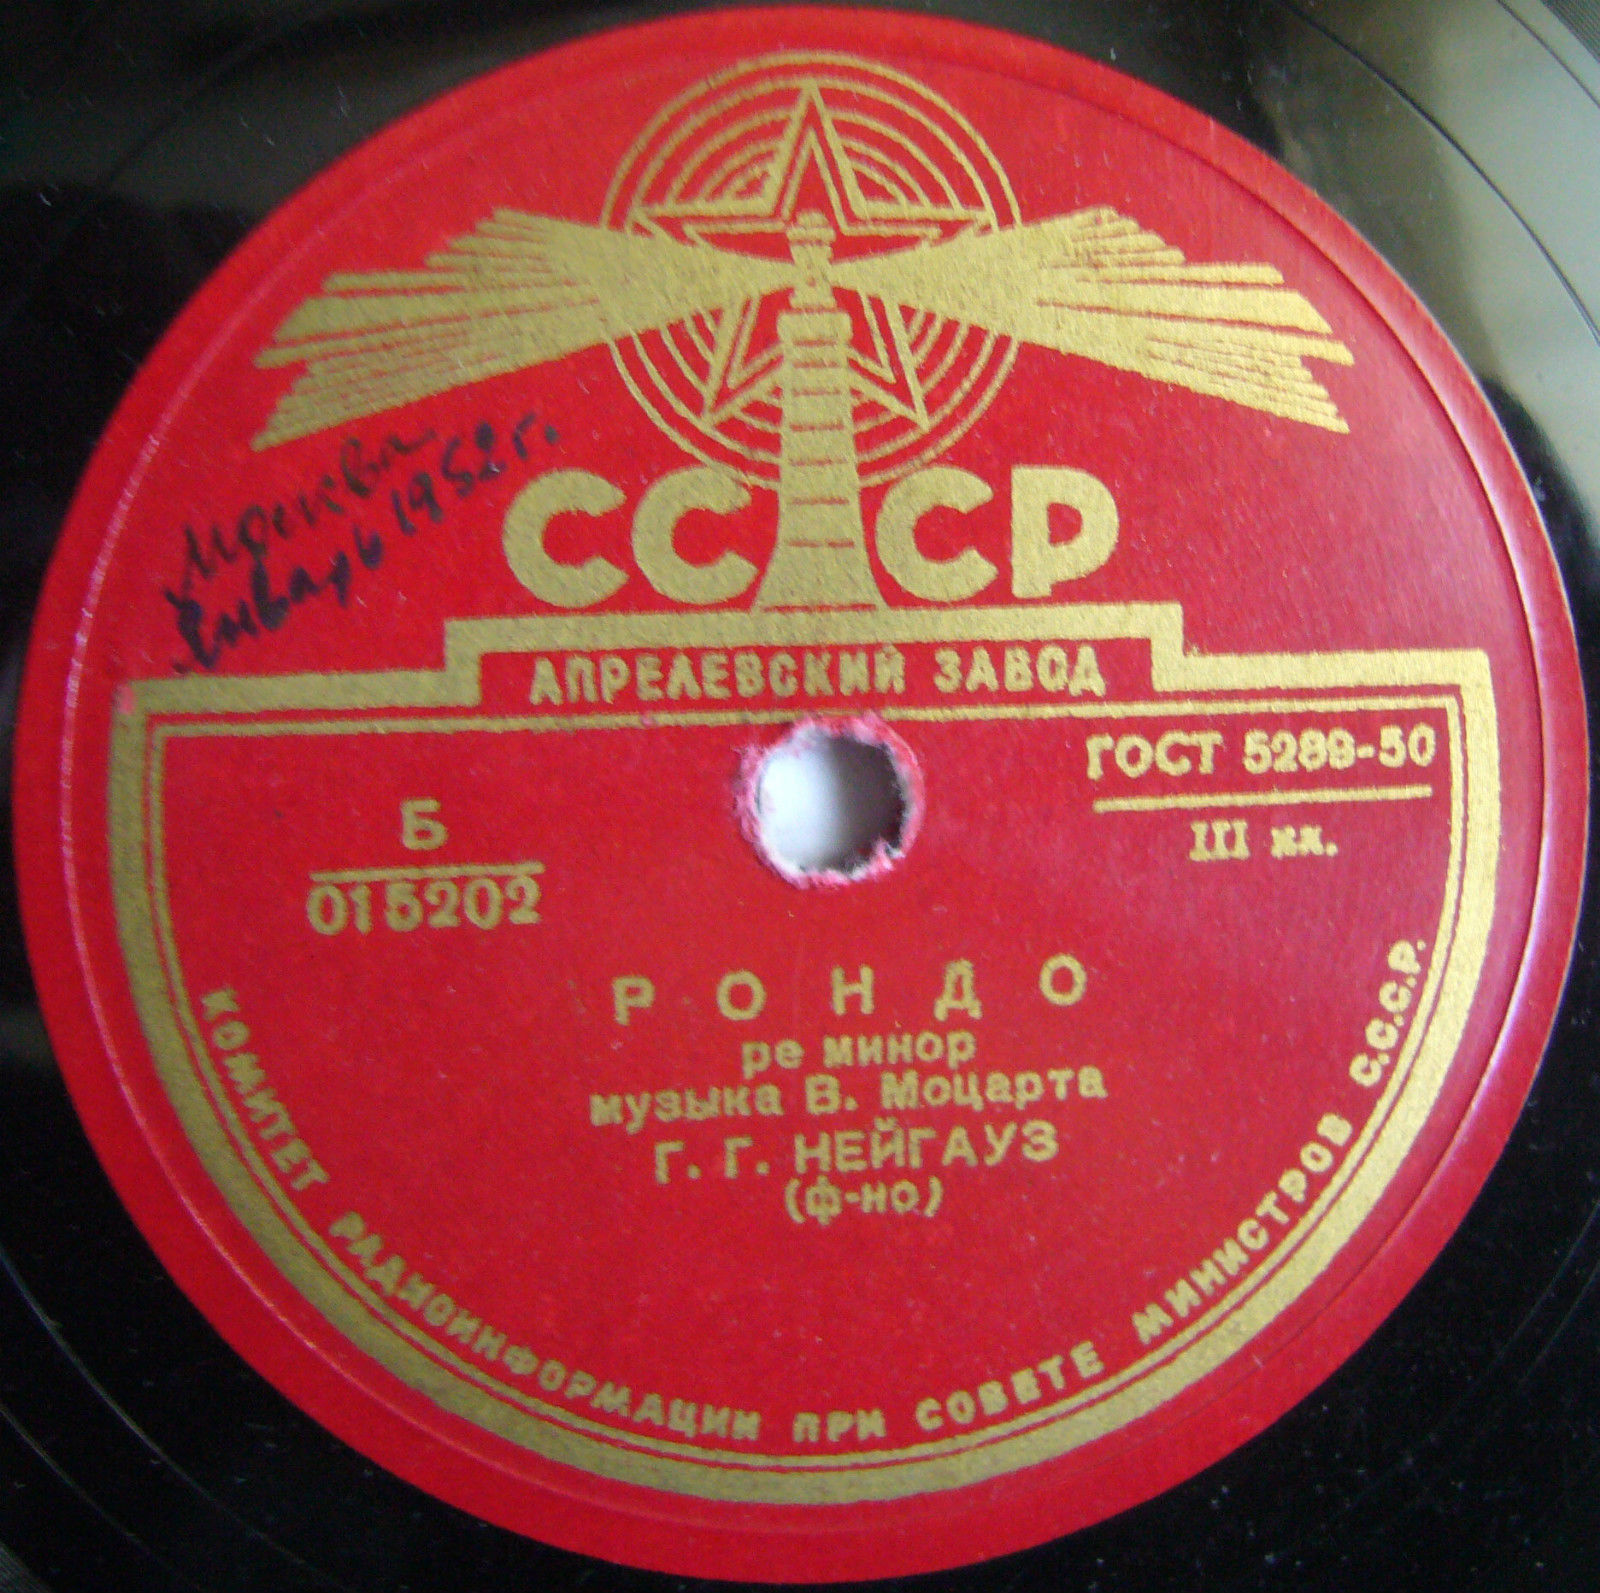 СССР
Москва
Январь 1952г.
АПРЕЛЕВСКИЙ ЗАВОД
ГОСТ 5289-50
III кл.
Б
015202
РОНДО
ре минор
музыка В. Моцарта
Г. Г. НЕЙГАУЗ
(ф-но)
КОМИТЕТ РАДИОИНФОРМАЦИИ ПРИ СОВЕТЕ МИНИСТРОВ С.С.С.Р.